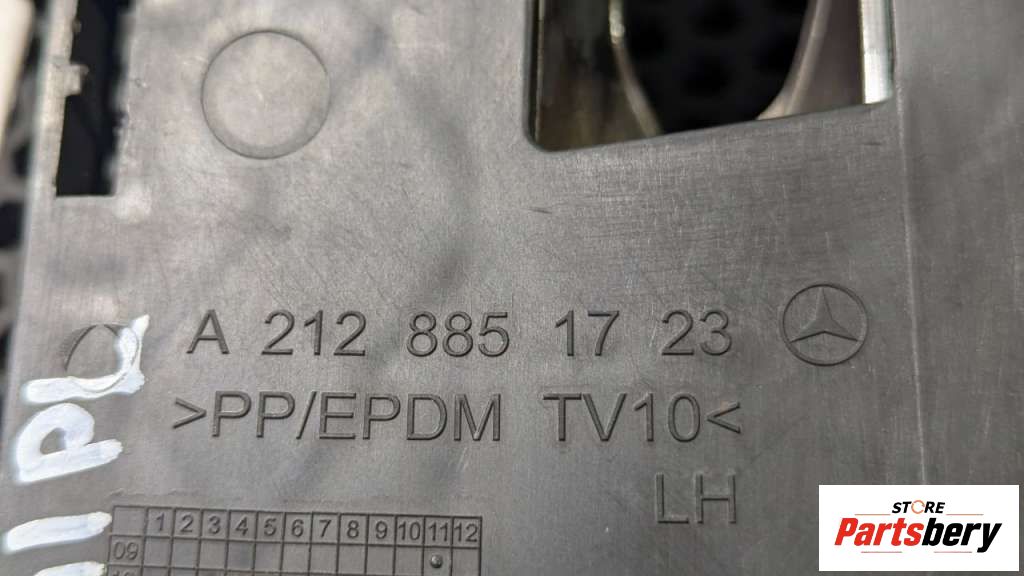 A 212 885 17 23
>PP/EPDM TV10<
LH
1 2 3 4 5 6 7 8 9 10 11 12
09
PL
STORE
Partsbery